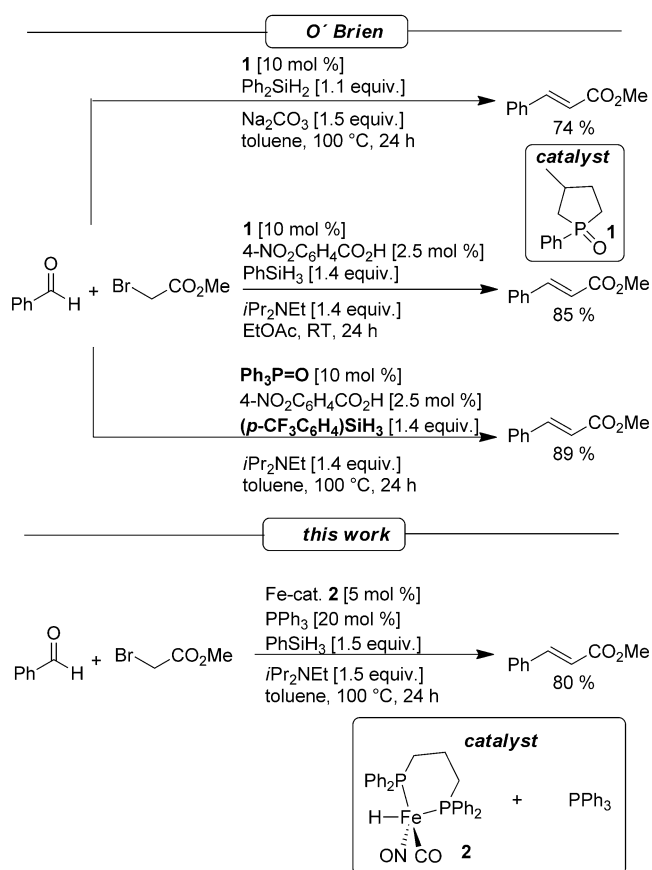 O´ Brien
1 [10 mol %]
Ph₂SiH₂ [1.1 equiv.]
Na₂CO₃ [1.5 equiv.]
toluene, 100 °C, 24 h
Ph CO₂Me
74 %
catalyst
P
Ph O
1
1 [10 mol %]
4-NO₂C₆H₄CO₂H [2.5 mol %]
PhSiH₃ [1.4 equiv.]
iPr₂NEt [1.4 equiv.]
EtOAc, RT, 24 h
O
Ph H + Br CO₂Me
Ph CO₂Me
85 %
Ph₃P=O [10 mol %]
4-NO₂C₆H₄CO₂H [2.5 mol %]
(p-CF₃C₆H₄)SiH₃ [1.4 equiv.]
iPr₂NEt [1.4 equiv.]
toluene, 100 °C, 24 h
Ph CO₂Me
89 %
this work
Fe-cat. 2 [5 mol %]
PPh₃ [20 mol %]
PhSiH₃ [1.5 equiv.]
iPr₂NEt [1.5 equiv.]
toluene, 100 °C, 24 h
O
Ph H + Br CO₂Me
Ph CO₂Me
80 %
catalyst
Ph₂P
PPh₂ + PPh₃
H Fe
ON CO 2